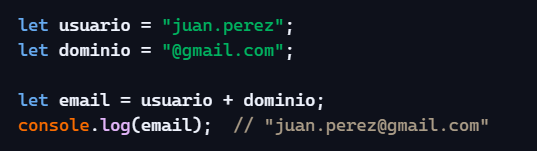 let usuario = "juan.perez";
let dominio = "@gmail.com";

let email = usuario + dominio;
console.log(email);  // "juan.perez@gmail.com"